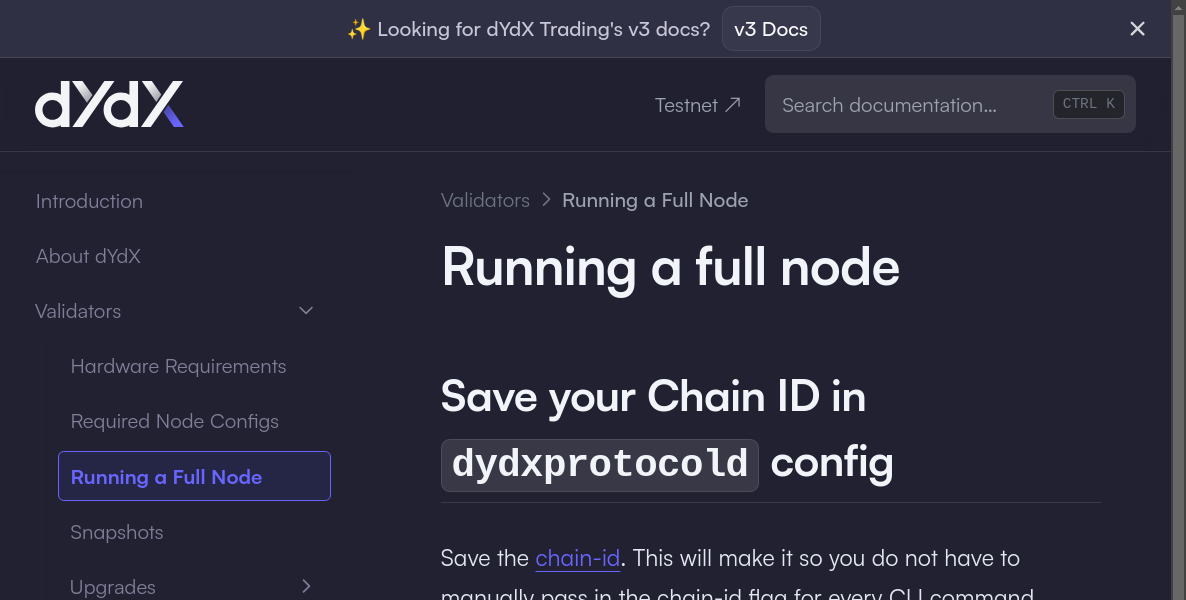 ✨ Looking for dYdX Trading's v3 docs? v3 Docs
dYdX
Testnet ↗ Search documentation... CTRL K
Introduction
About dYdX
Validators
Hardware Requirements
Required Node Configs
Running a Full Node
Snapshots
Upgrades
Validators > Running a Full Node
Running a full node
Save your Chain ID in
dydxprotocold config
Save the chain-id. This will make it so you do not have to
manually pass in the chain-id flag for every CLI command.